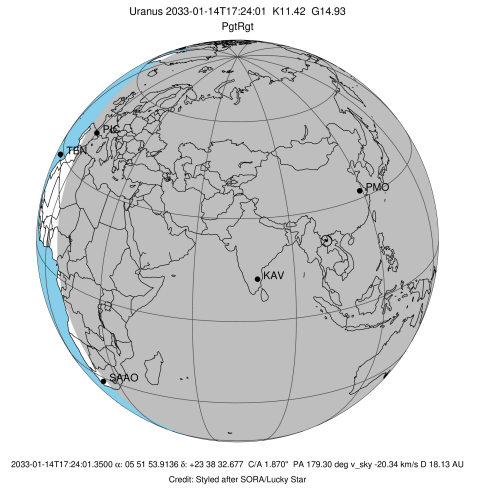 Uranus 2033-01-14T17:24:01 K11.42 G14.93
PgtRgt
PIC
TEN
PMO
KAV
SAAO
2033-01-14T17:24:01.3500 α: 05 51 53.9136 δ: +23 38 32.677 C/A 1.870" PA 179.30 deg v_sky -20.34 km/s D 18.13 AU
Credit: Styled after SORA/Lucky Star